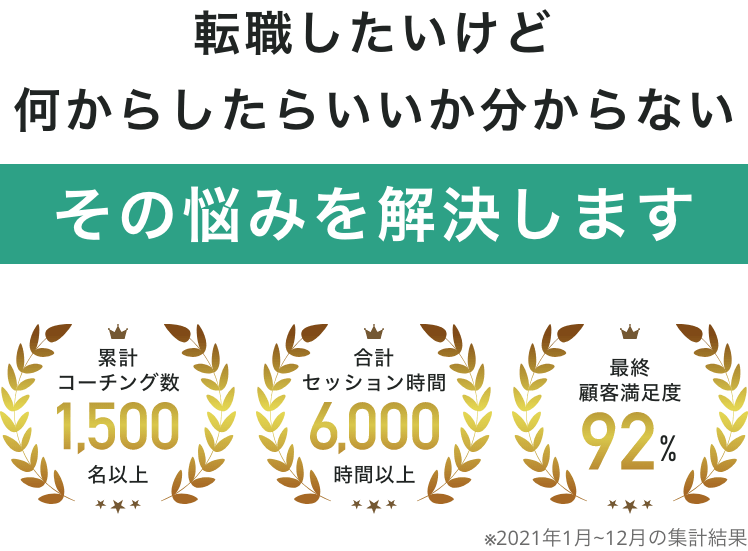 転職したいけど
何からしたらいいか分からない
その悩みを解決します
累計
コーチング数
1,500
名以上
合計
セッション時間
6,000
時間以上
最終
顧客満足度
92%
※2021年1月~12月の集計結果